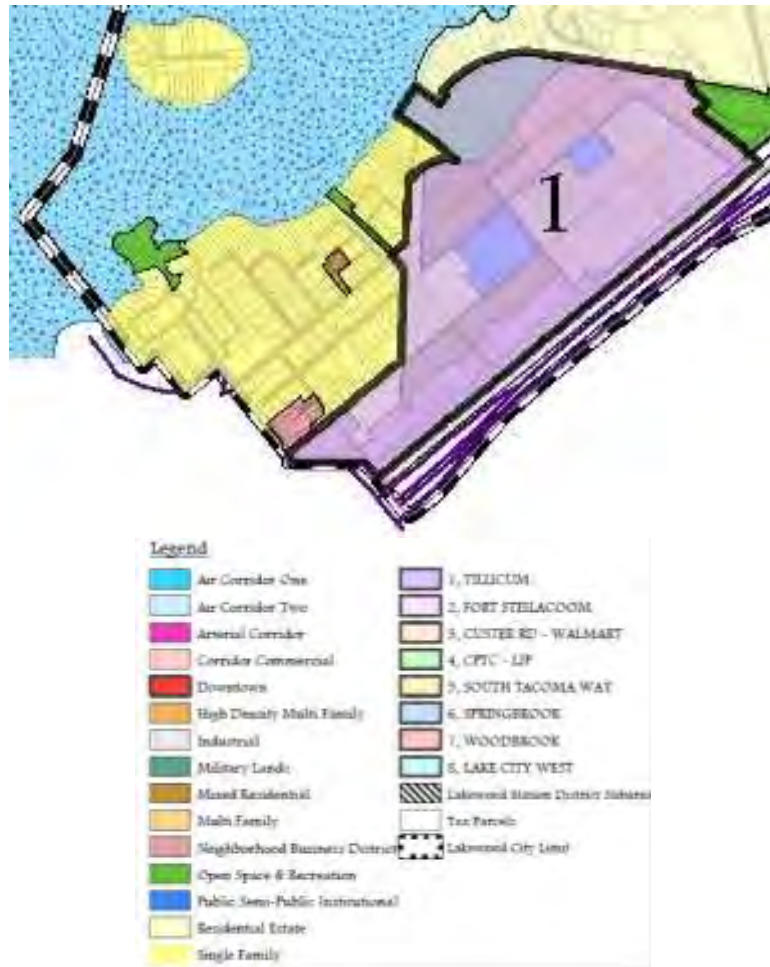 1
Legend
Air Corridor One
Air Corridor Two
Arterial Corridor
Corridor Commercial
Downtown
High Density Multi Family
Industrial
Military Lands
Mixed Residential
Multi Family
Neighborhood Business District
Open Space & Recreation
Public Semi-Public Institutional
Residential Estate
Single Family
1, TILLICUM
2, FORT STEILACOOM
3, CUSTER RD - WALMART
4, CPTC - LJP
5, SOUTH TACOMA WAY
6, SPRINGBROOK
7, WOODBROOK
8, LAKE CITY WEST
Lakewood Station District
Tax Parcels
Lakewood City Limit